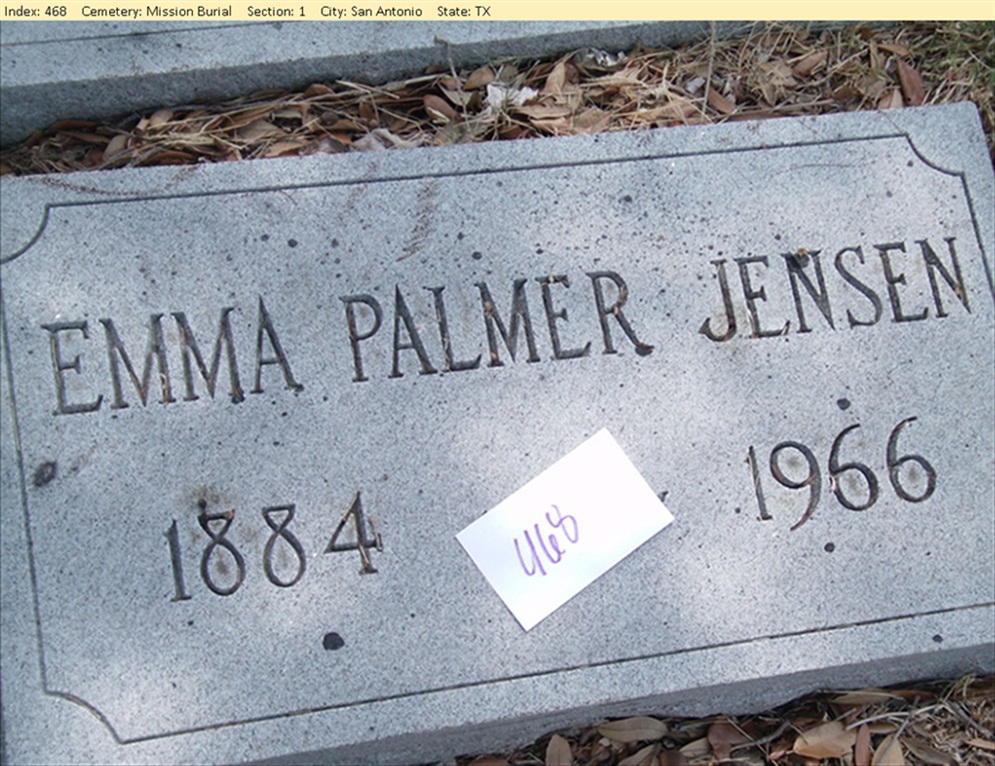 Index: 468 Cemetery: Mission Burial Section: 1 City: San Antonio State: TX
EMMA PALMER JENSEN
1884 1966
468